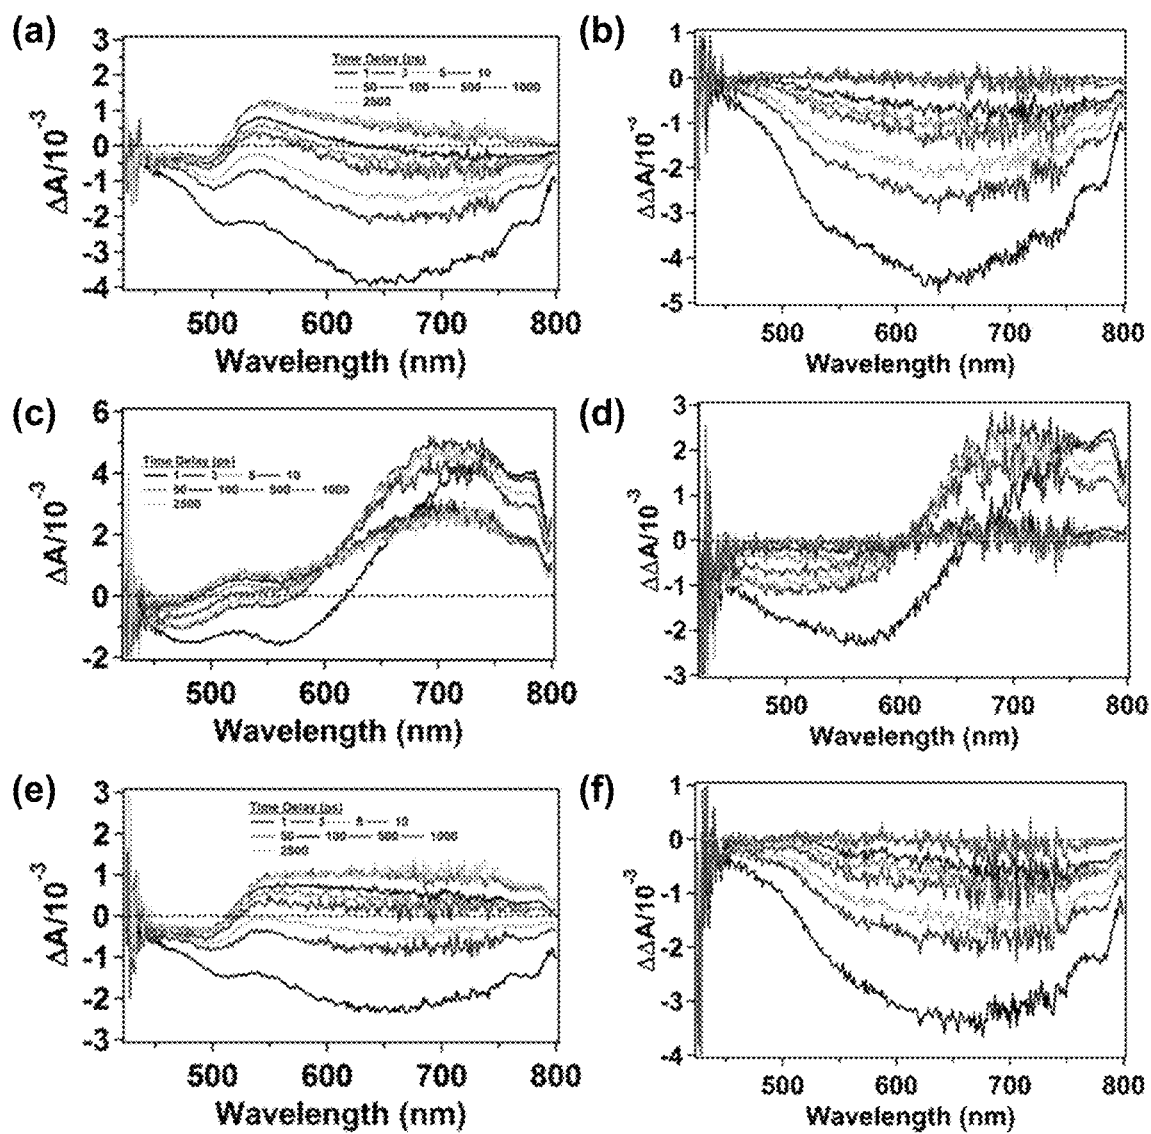 (a)
3
2
1
0
-1
-2
-3
-4
ΔA/10⁻³
Time Delay (ps)
1 3 5 10
50 100 500 1000
2500
500 600 700 800
Wavelength (nm)
(b)
1
0
-1
-2
-3
-4
-5
ΔΔA/10⁻³
500 600 700 800
Wavelength (nm)
(c)
6
4
2
0
-2
ΔA/10⁻³
Time Delay (ps)
1 3 5 10
50 100 500 1000
2500
500 600 700 800
Wavelength (nm)
(d)
3
2
1
0
-1
-2
-3
ΔΔA/10⁻³
500 600 700 800
Wavelength (nm)
(e)
3
2
1
0
-1
-2
-3
ΔA/10⁻³
Time Delay (ps)
1 3 5 10
50 100 500 1000
2500
500 600 700 800
Wavelength (nm)
(f)
1
0
-1
-2
-3
-4
ΔΔA/10⁻³
500 600 700 800
Wavelength (nm)